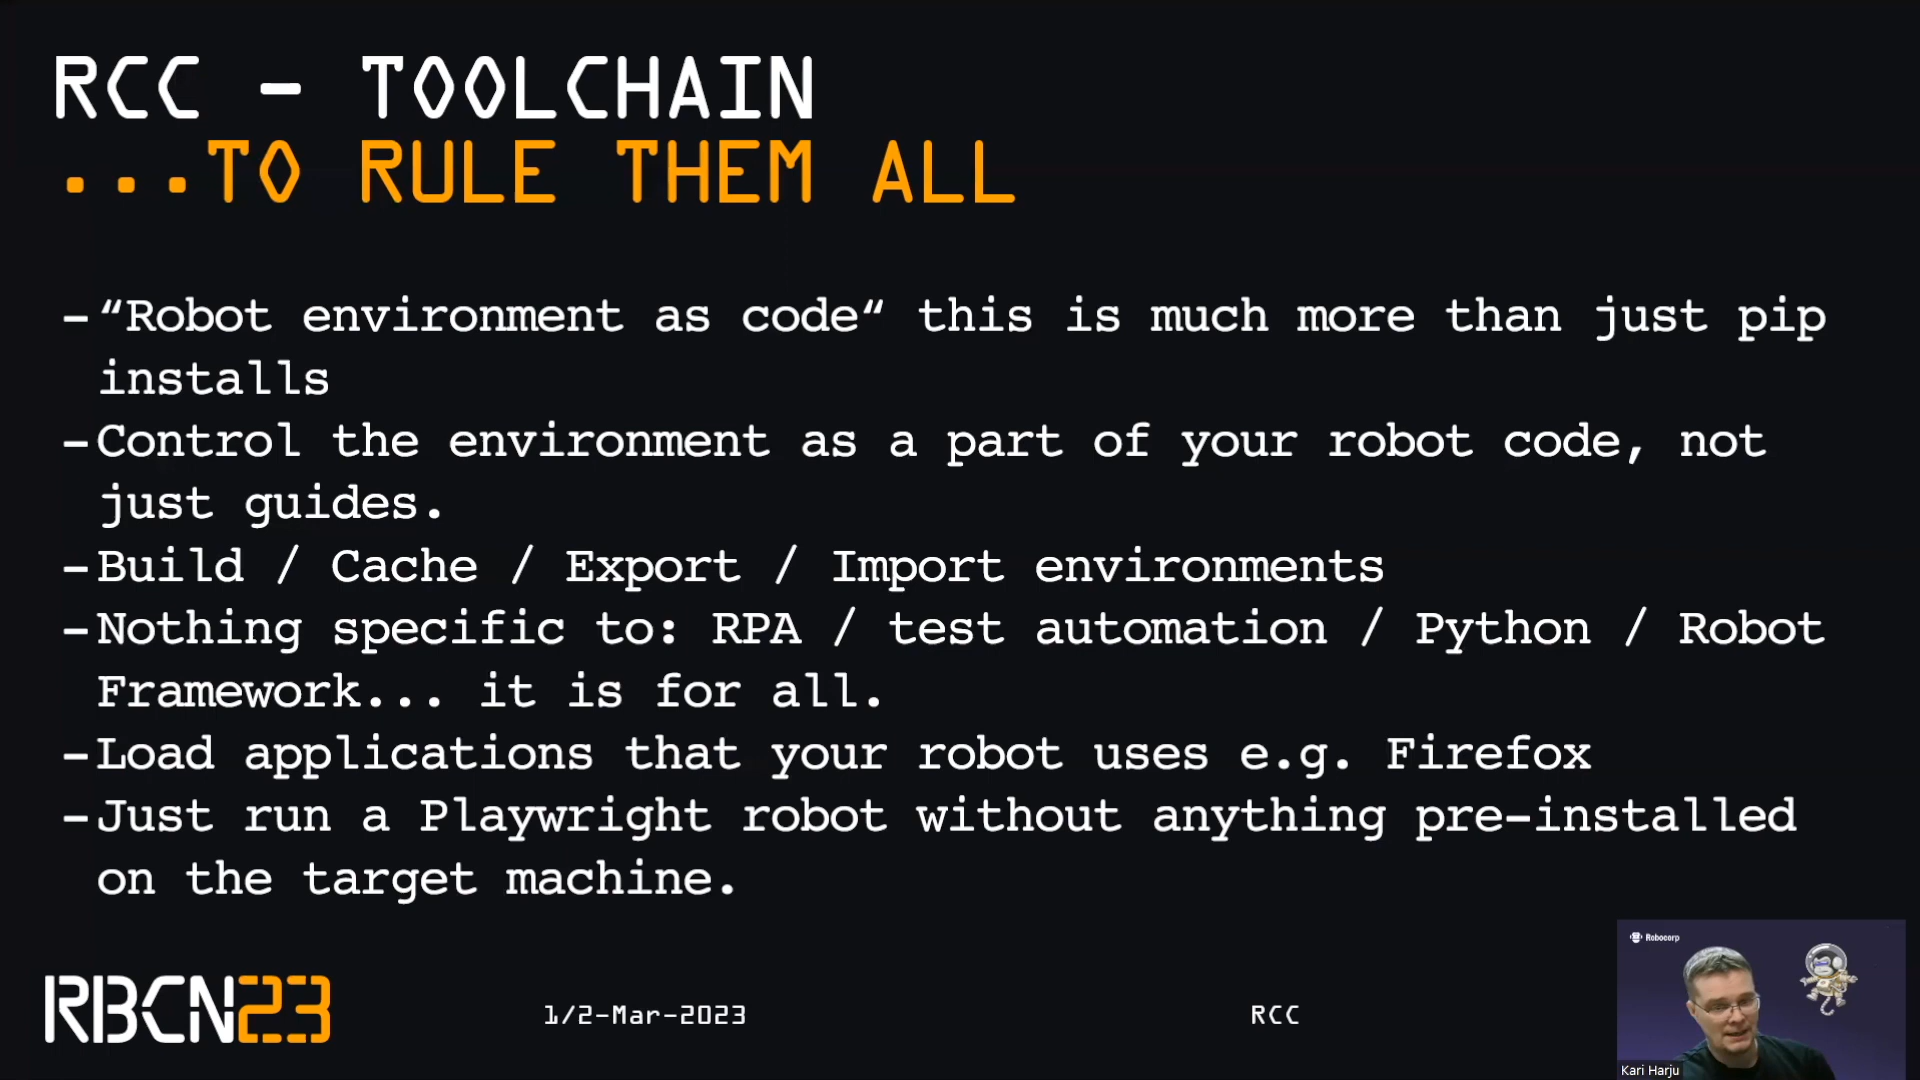 RCC - TOOLCHAIN
...TO RULE THEM ALL
-“Robot environment as code“ this is much more than just pip
installs
-Control the environment as a part of your robot code, not
just guides.
-Build / Cache / Export / Import environments
-Nothing specific to: RPA / test automation / Python / Robot
Framework... it is for all.
-Load applications that your robot uses e.g. Firefox
-Just run a Playwright robot without anything pre-installed
on the target machine.
Robocorp
RBCN23
1/2-Mar-2023
RCC
Kari Harju